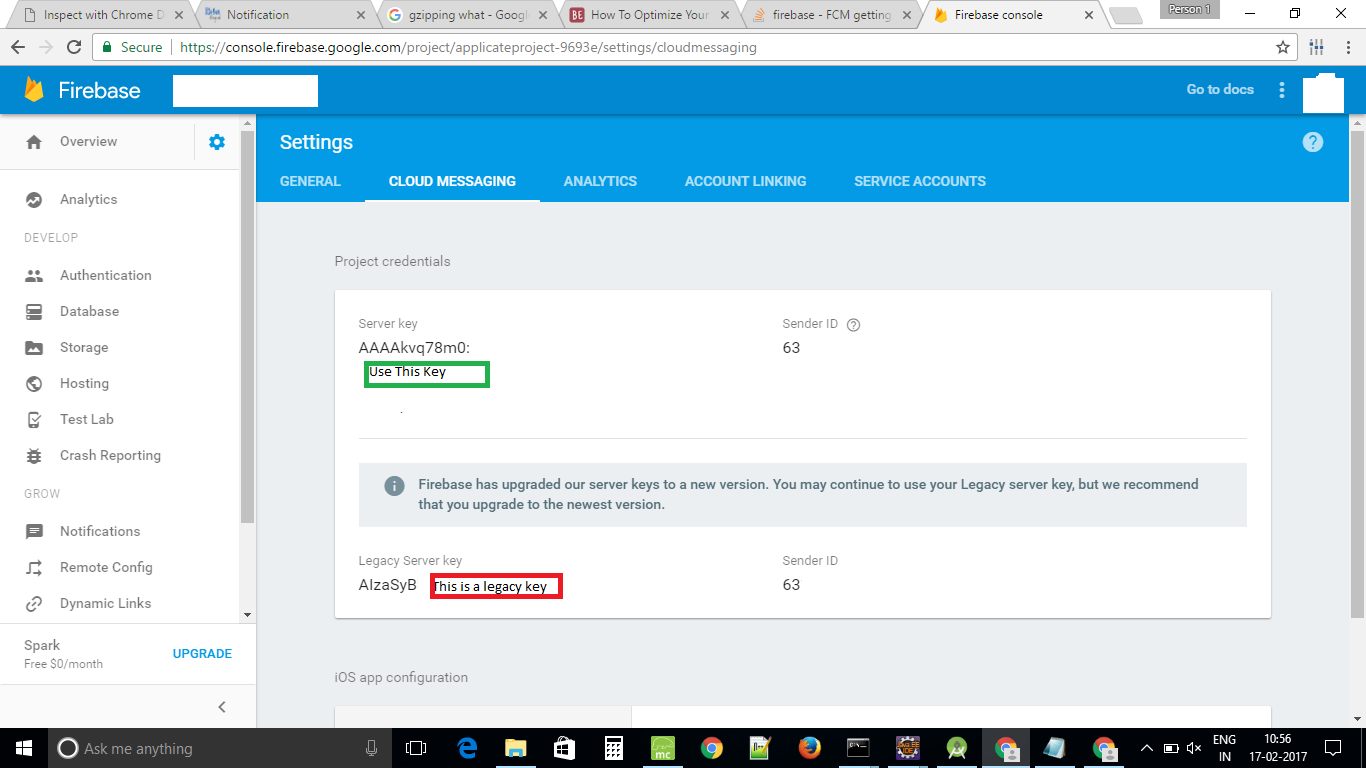 Inspect with Chrome D
Notification
gzipping what - Googl
How To Optimize Your
firebase - FCM getting
Firebase console
Person 1
Secure
https://console.firebase.google.com/project/applicateproject-9693e/settings/cloudmessaging
Firebase
Go to docs
Overview
Settings
GENERAL
CLOUD MESSAGING
ANALYTICS
ACCOUNT LINKING
SERVICE ACCOUNTS
Analytics
DEVELOP
Authentication
Database
Storage
Hosting
Test Lab
Crash Reporting
GROW
Notifications
Remote Config
Dynamic Links
Spark
Free $0/month
UPGRADE
Project credentials
Server key
Sender ID
AAAAkvq78m0:
63
Use This Key
Firebase has upgraded our server keys to a new version. You may continue to use your Legacy server key, but we recommend
that you upgrade to the newest version.
Legacy Server key
Sender ID
AIzaSyB
This is a legacy key
63
iOS app configuration
Ask me anything
ENG
IN
10:56
17-02-2017